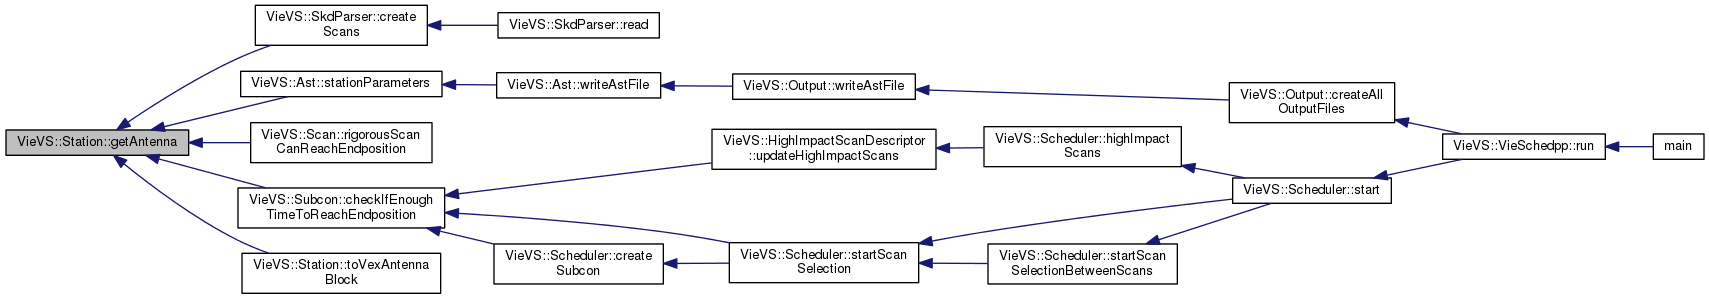 VieVS::SkdParser::create
Scans
VieVS::SkdParser::read
VieVS::Ast::stationParameters
VieVS::Ast::writeAstFile
VieVS::Output::writeAstFile
VieVS::Output::createAll
OutputFiles
VieVS::Station::getAntenna
VieVS::Scan::rigorousScan
CanReachEndposition
VieVS::HighImpactScanDescriptor
::updateHighImpactScans
VieVS::Scheduler::highImpact
Scans
VieVS::VieSchedpp::run
main
VieVS::Subcon::checkIfEnough
TimeToReachEndposition
VieVS::Scheduler::start
VieVS::Station::toVexAntenna
Block
VieVS::Scheduler::create
Subcon
VieVS::Scheduler::startScan
Selection
VieVS::Scheduler::startScan
SelectionBetweenScans